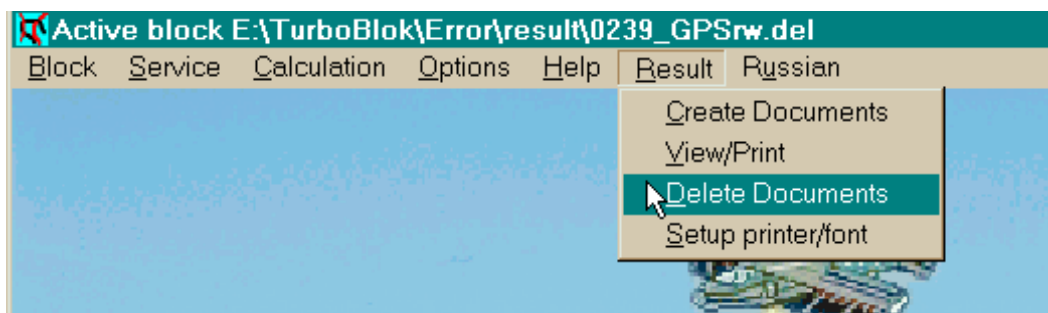 Active block E:\TurboBlok\Error\result\0239_GPSrw.del
Block Service Calculation Options Help Result Russian
Create Documents
View/Print
Delete Documents
Setup printer/font